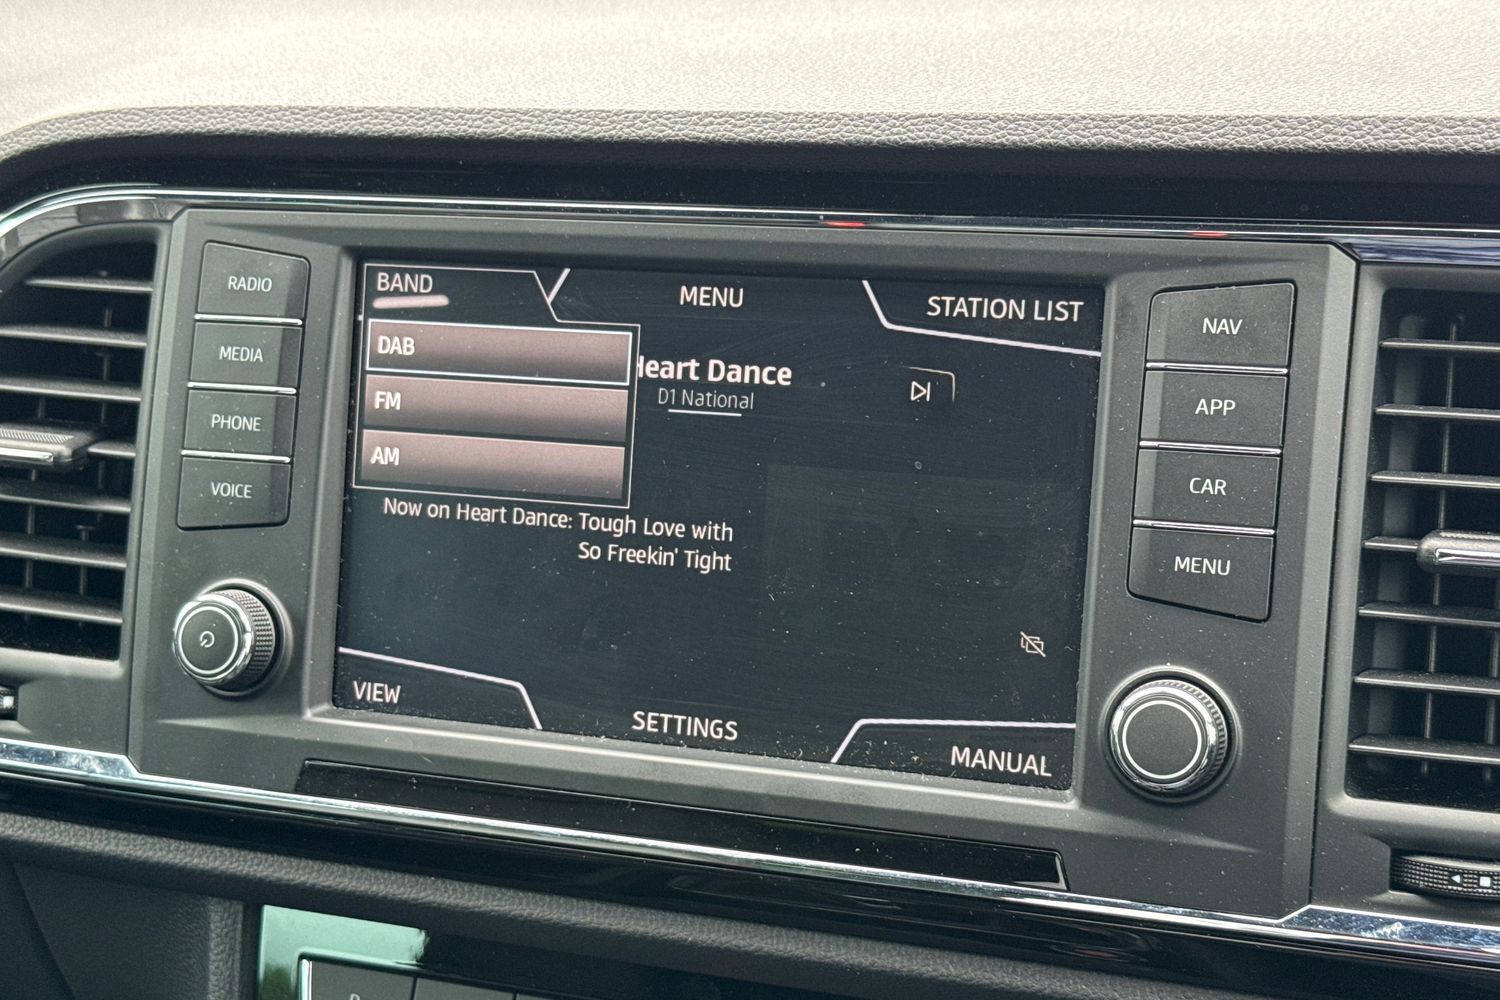 RADIO
MEDIA
PHONE
VOICE
BAND
MENU
STATION LIST
DAB
FM
AM
Heart Dance
D1 National
Now on Heart Dance: Tough Love with
So Freekin' Tight
VIEW
SETTINGS
MANUAL
NAV
APP
CAR
MENU